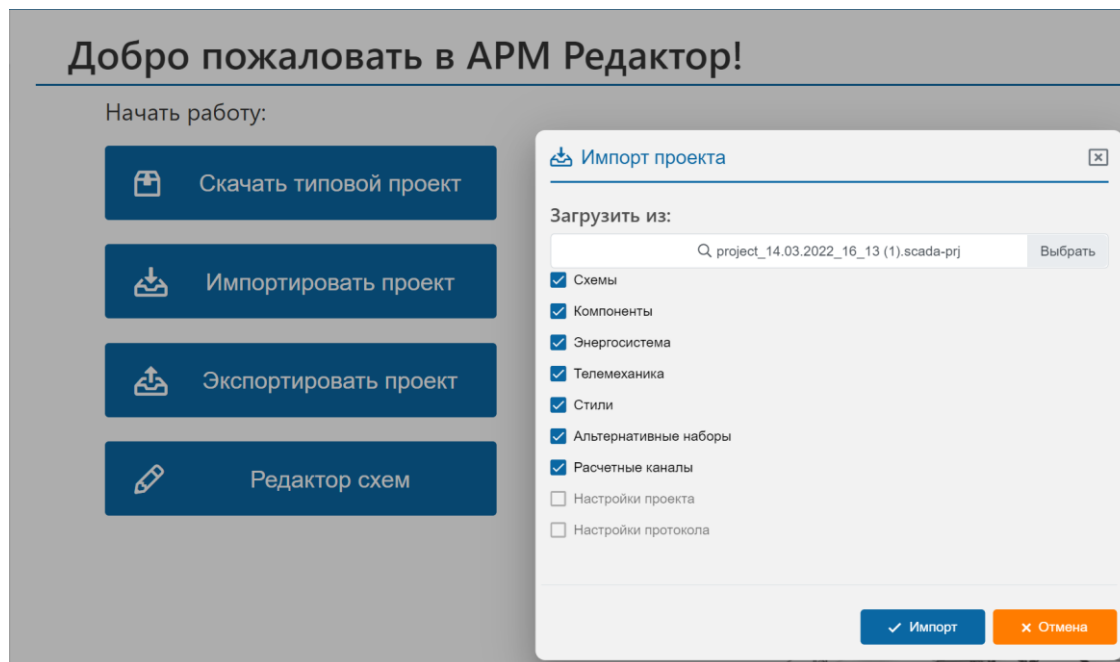 Добро пожаловать в АРМ Редактор!
Начать работу:
Скачать типовой проект
Импортировать проект
Экспортировать проект
Редактор схем
Импорт проекта
Загрузить из:
project_14.03.2022_16_13 (1).scada-prj Выбрать
Схемы
Компоненты
Энергосистема
Телемеханика
Стили
Альтернативные наборы
Расчетные каналы
Настройки проекта
Настройки протокола
Импорт Отмена